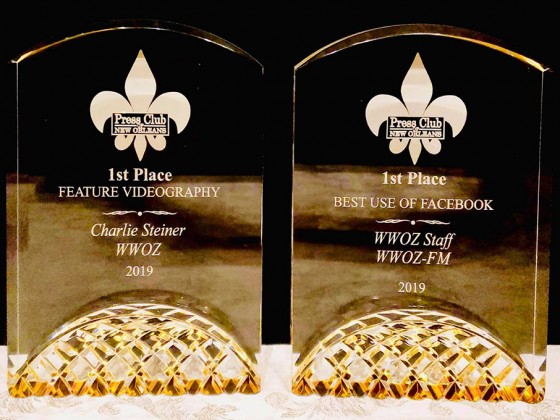 Press Club
NEW ORLEANS
1st Place
FEATURE VIDEOGRAPHY
Charlie Steiner
WWOZ
2019
Press Club
NEW ORLEANS
1st Place
BEST USE OF FACEBOOK
WWOZ Staff
WWOZ-FM
2019